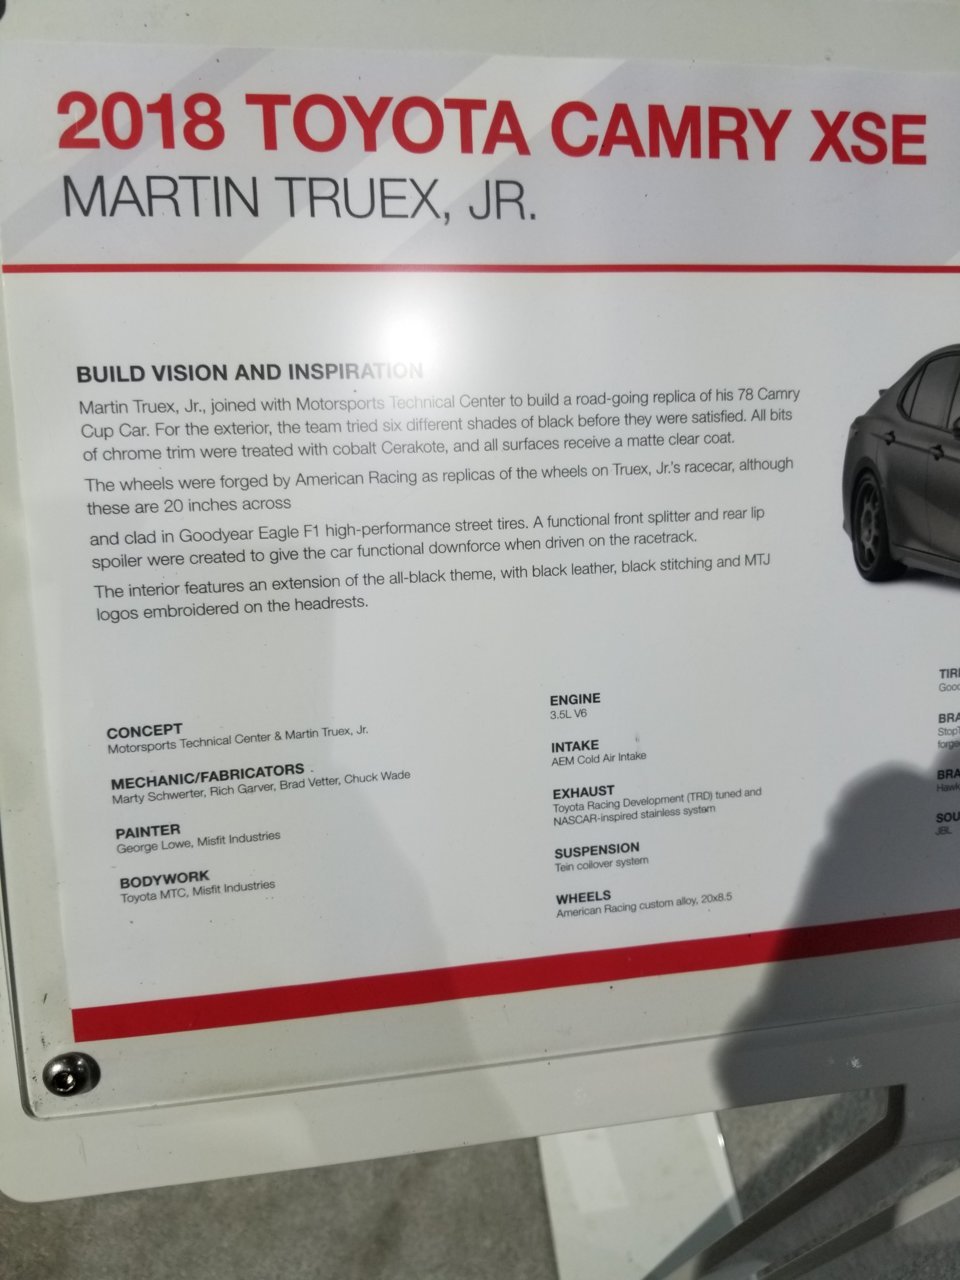 2018 TOYOTA CAMRY XSE
MARTIN TRUEX, JR.
BUILD VISION AND INSPIRATION
Martin Truex, Jr., joined with Motorsports Technical Center to build a road-going replica of his 78 Camry
Cup Car. For the exterior, the team tried six different shades of black before they were satisfied. All bits
of chrome trim were treated with cobalt Cerakote, and all surfaces receive a matte clear coat.
The wheels were forged by American Racing as replicas of the wheels on Truex, Jr.'s racecar, although
these are 20 inches across
and clad in Goodyear Eagle F1 high-performance street tires. A functional front splitter and rear lip
spoiler were created to give the car functional downforce when driven on the racetrack.
The interior features an extension of the all-black theme, with black leather, black stitching and MTJ
logos embroidered on the headrests.
CONCEPT
Motorsports Technical Center & Martin Truex, Jr.
MECHANIC/FABRICATORS
Marty Schwerter, Rich Garver, Brad Vetter, Chuck Wade
PAINTER
George Lowe, Misfit Industries
BODYWORK
Toyota MTC, Misfit Industries
ENGINE
3.5L V6
INTAKE
AEM Cold Air Intake
EXHAUST
Toyota Racing Development (TRD) tuned and
NASCAR-inspired stainless system
SUSPENSION
Tein coilover system
WHEELS
American Racing custom alloy, 20x8.5
TIR
Good
BRA
Stop
forge
BRA
Hawk
SOU
JBL